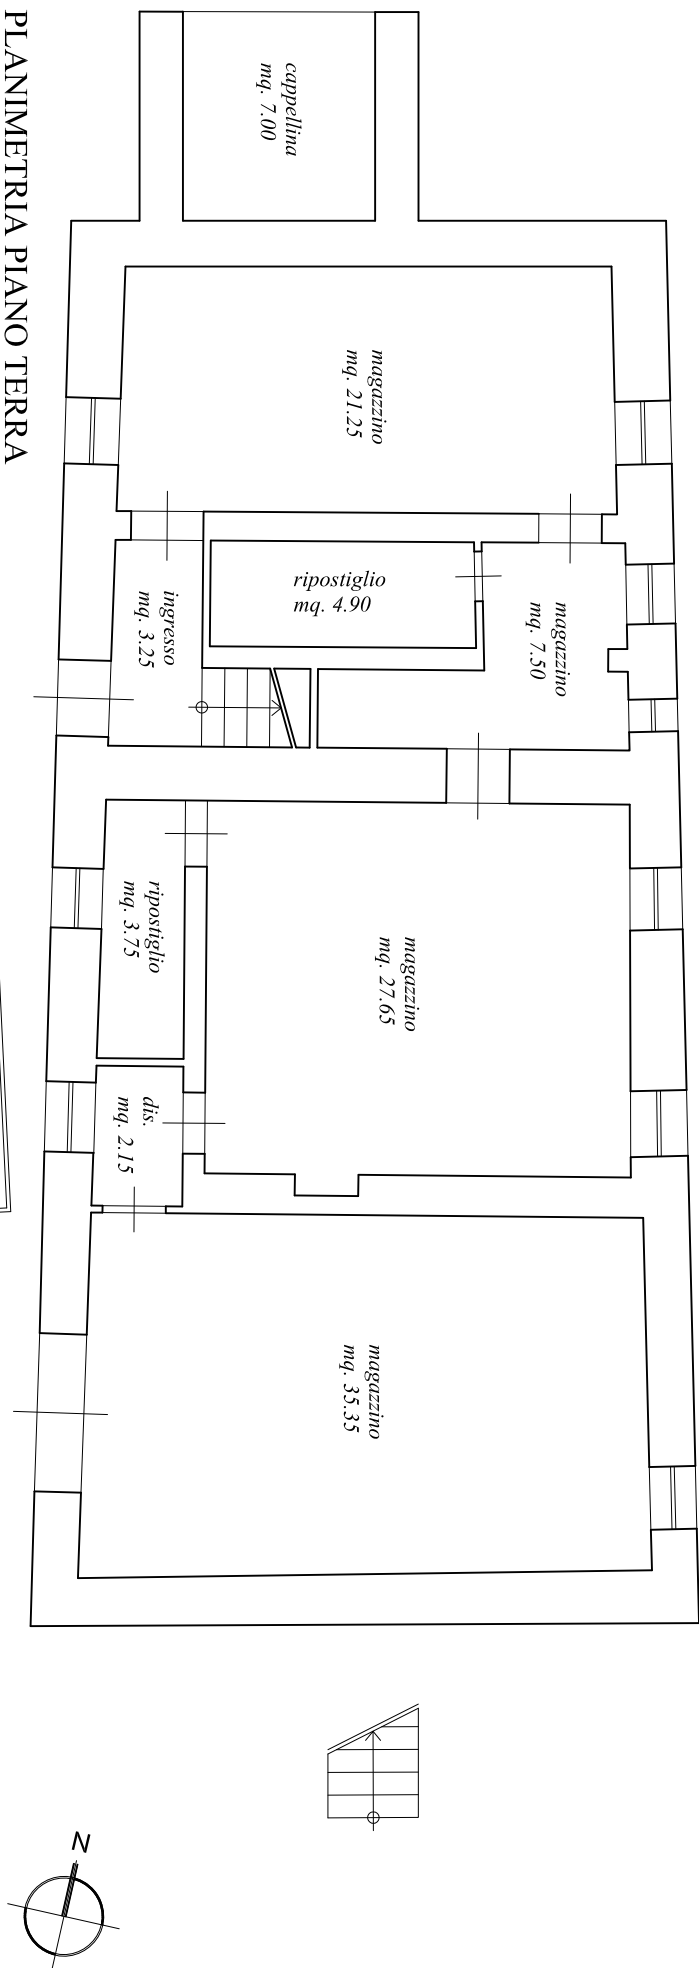 PLANIMETRIA PIANO TERRA
cappellina
mq. 7.00
magazzino
mq. 21.25
ripostiglio
mq. 4.90
ingresso
mq. 3.25
magazzino
mq. 7.50
ripostiglio
mq. 3.75
magazzino
mq. 27.65
dis.
mq. 2.15
magazzino
mq. 35.35
N